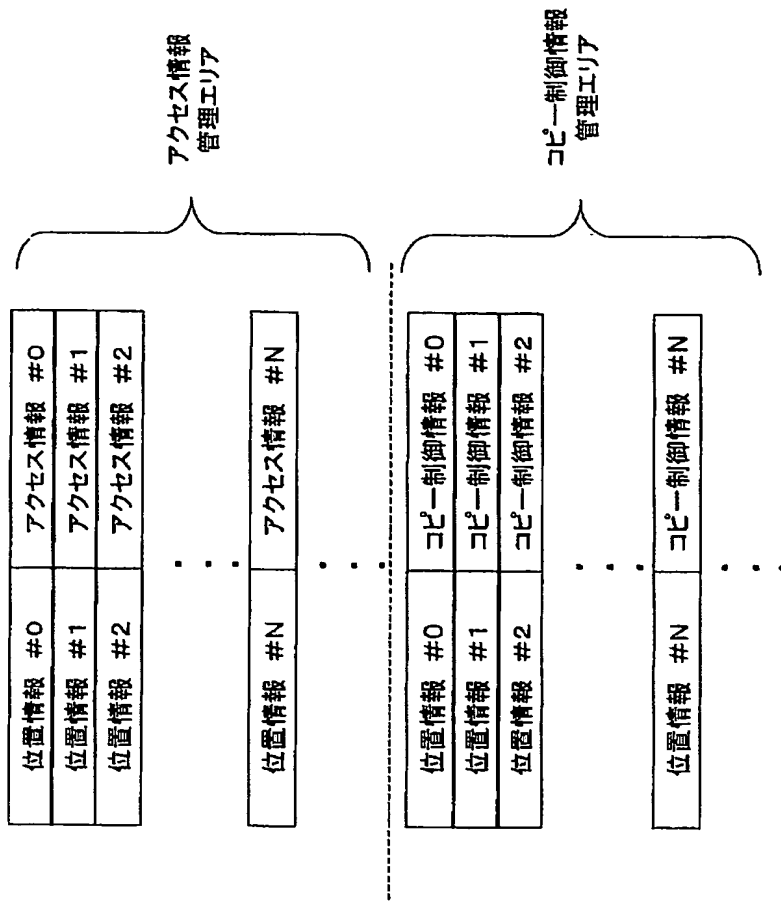 位置情報 #0 アクセス情報 #0
位置情報 #1 アクセス情報 #1
位置情報 #2 アクセス情報 #2
位置情報 #N アクセス情報 #N
アクセス情報
管理エリア
位置情報 #0 コピー制御情報 #0
位置情報 #1 コピー制御情報 #1
位置情報 #2 コピー制御情報 #2
位置情報 #N コピー制御情報 #N
コピー制御情報
管理エリア